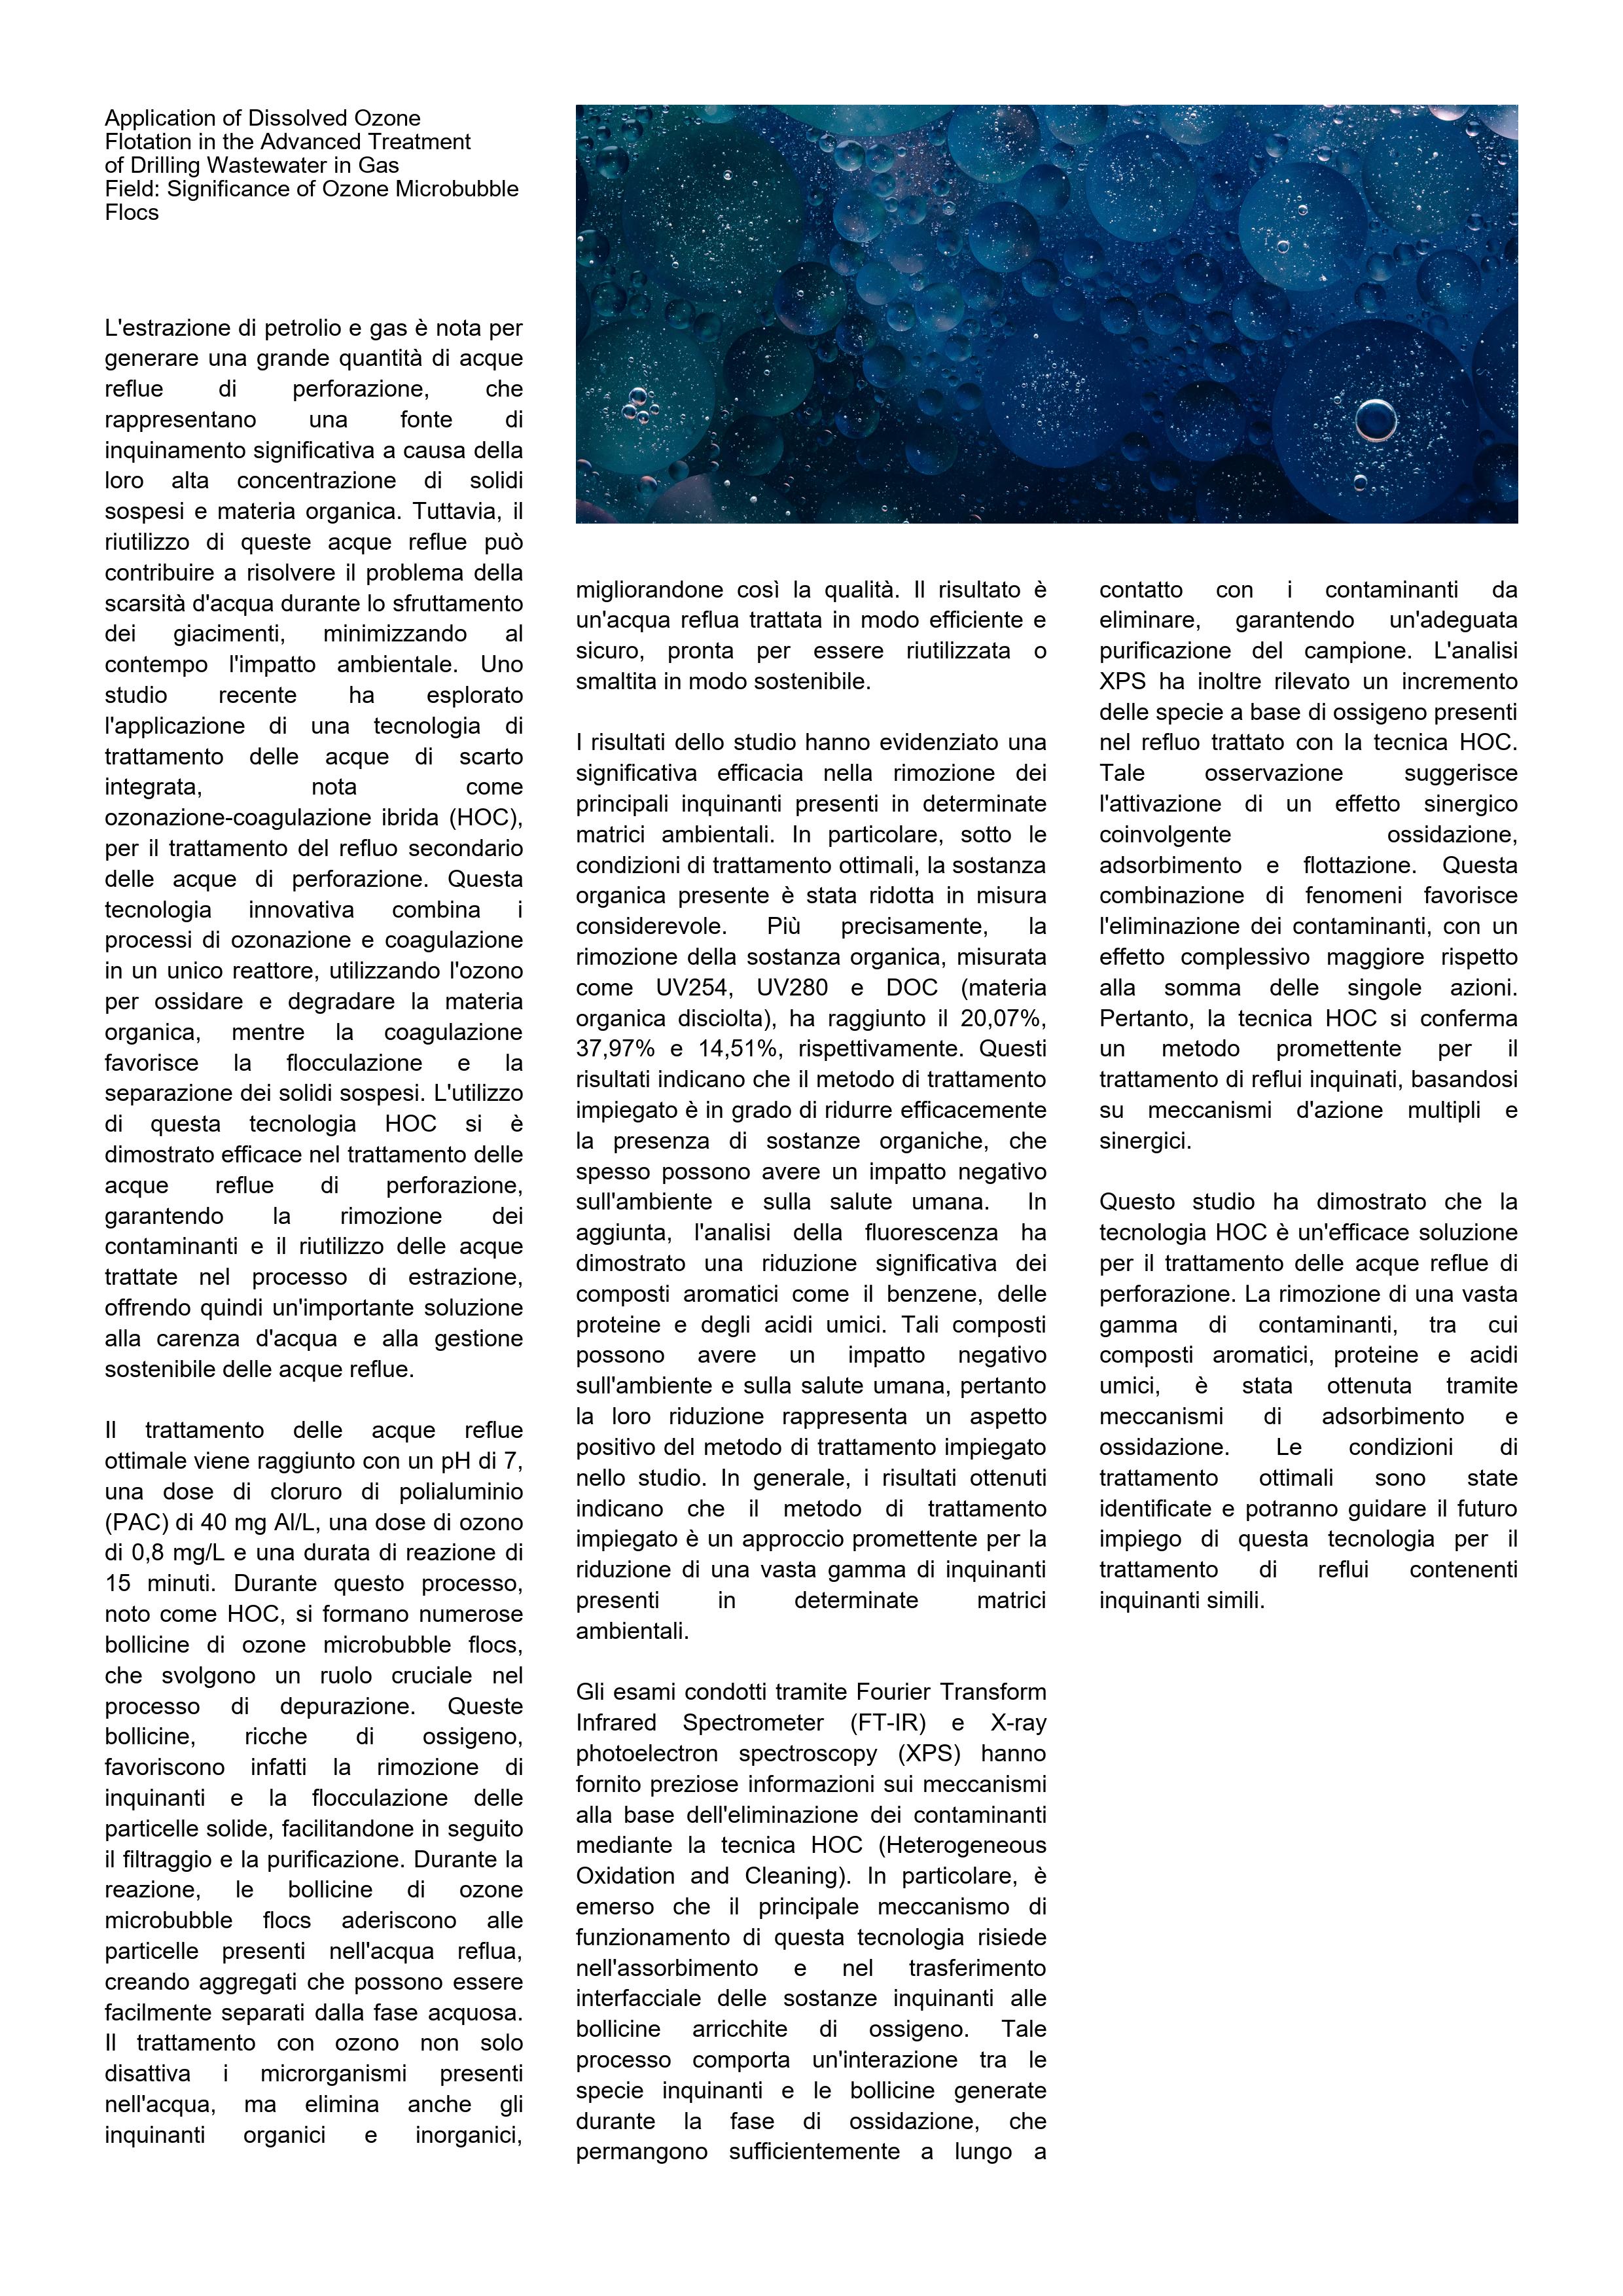 Application of Dissolved Ozone
Flotation in the Advanced Treatment
of Drilling Wastewater in Gas
Field: Significance of Ozone Microbubble
Flocs
L'estrazione di petrolio e gas è nota per
generare una grande quantità di acque
reflue di perforazione, che
rappresentano una fonte di
inquinamento significativa a causa della
loro alta concentrazione di solidi
sospesi e materia organica. Tuttavia, il
riutilizzo di queste acque reflue può
contribuire a risolvere il problema della
scarsità d'acqua durante lo sfruttamento
dei giacimenti, minimizzando al
contempo l'impatto ambientale. Uno
studio recente ha esplorato
l'applicazione di una tecnologia di
trattamento delle acque di scarto
integrata, nota come
ozonazione-coagulazione ibrida (HOC),
per il trattamento del refluo secondario
delle acque di perforazione. Questa
tecnologia innovativa combina i
processi di ozonazione e coagulazione
in un unico reattore, utilizzando l'ozono
per ossidare e degradare la materia
organica, mentre la coagulazione
favorisce la flocculazione e la
separazione dei solidi sospesi. L'utilizzo
di questa tecnologia HOC si è
dimostrato efficace nel trattamento delle
acque reflue di perforazione,
garantendo la rimozione dei
contaminanti e il riutilizzo delle acque
trattate nel processo di estrazione,
offrendo quindi un'importante soluzione
alla carenza d'acqua e alla gestione
sostenibile delle acque reflue.
Il trattamento delle acque reflue
ottimale viene raggiunto con un pH di 7,
una dose di cloruro di polialuminio
(PAC) di 40 mg Al/L, una dose di ozono
di 0,8 mg/L e una durata di reazione di
15 minuti. Durante questo processo,
noto come HOC, si formano numerose
bollicine di ozone microbubble flocs,
che svolgono un ruolo cruciale nel
processo di depurazione. Queste
bollicine, ricche di ossigeno,
favoriscono infatti la rimozione di
inquinanti e la flocculazione delle
particelle solide, facilitandone in seguito
il filtraggio e la purificazione. Durante la
reazione, le bollicine di ozone
microbubble flocs aderiscono alle
particelle presenti nell'acqua reflua,
creando aggregati che possono essere
facilmente separati dalla fase acquosa.
Il trattamento con ozono non solo
disattiva i microrganismi presenti
nell'acqua, ma elimina anche gli
inquinanti organici e inorganici,
migliorandone così la qualità. Il risultato è
un'acqua reflua trattata in modo efficiente e
sicuro, pronta per essere riutilizzata o
smaltita in modo sostenibile.
I risultati dello studio hanno evidenziato una
significativa efficacia nella rimozione dei
principali inquinanti presenti in determinate
matrici ambientali. In particolare, sotto le
condizioni di trattamento ottimali, la sostanza
organica presente è stata ridotta in misura
considerevole. Più precisamente, la
rimozione della sostanza organica, misurata
come UV254, UV280 e DOC (materia
organica disciolta), ha raggiunto il 20,07%,
37,97% e 14,51%, rispettivamente. Questi
risultati indicano che il metodo di trattamento
impiegato è in grado di ridurre efficacemente
la presenza di sostanze organiche, che
spesso possono avere un impatto negativo
sull'ambiente e sulla salute umana. In
aggiunta, l'analisi della fluorescenza ha
dimostrato una riduzione significativa dei
composti aromatici come il benzene, delle
proteine e degli acidi umici. Tali composti
possono avere un impatto negativo
sull'ambiente e sulla salute umana, pertanto
la loro riduzione rappresenta un aspetto
positivo del metodo di trattamento impiegato
nello studio. In generale, i risultati ottenuti
indicano che il metodo di trattamento
impiegato è un approccio promettente per la
riduzione di una vasta gamma di inquinanti
presenti in determinate matrici
ambientali.
Gli esami condotti tramite Fourier Transform
Infrared Spectrometer (FT-IR) e X-ray
photoelectron spectroscopy (XPS) hanno
fornito preziose informazioni sui meccanismi
alla base dell'eliminazione dei contaminanti
mediante la tecnica HOC (Heterogeneous
Oxidation and Cleaning). In particolare, è
emerso che il principale meccanismo di
funzionamento di questa tecnologia risiede
nell'assorbimento e nel trasferimento
interfacciale delle sostanze inquinanti alle
bollicine arricchite di ossigeno. Tale
processo comporta un'interazione tra le
specie inquinanti e le bollicine generate
durante la fase di ossidazione, che
permangono sufficientemente a lungo a
contatto con i contaminanti da
eliminare, garantendo un'adeguata
purificazione del campione. L'analisi
XPS ha inoltre rilevato un incremento
delle specie a base di ossigeno presenti
nel refluo trattato con la tecnica HOC.
Tale osservazione suggerisce
l'attivazione di un effetto sinergico
coinvolgente ossidazione,
adsorbimento e flottazione. Questa
combinazione di fenomeni favorisce
l'eliminazione dei contaminanti, con un
effetto complessivo maggiore rispetto
alla somma delle singole azioni.
Pertanto, la tecnica HOC si conferma
un metodo promettente per il
trattamento di reflui inquinati, basandosi
su meccanismi d'azione multipli e
sinergici.
Questo studio ha dimostrato che la
tecnologia HOC è un'efficace soluzione
per il trattamento delle acque reflue di
perforazione. La rimozione di una vasta
gamma di contaminanti, tra cui
composti aromatici, proteine e acidi
umici, è stata ottenuta tramite
meccanismi di adsorbimento e
ossidazione. Le condizioni di
trattamento ottimali sono state
identificate e potranno guidare il futuro
impiego di questa tecnologia per il
trattamento di reflui contenenti
inquinanti simili.